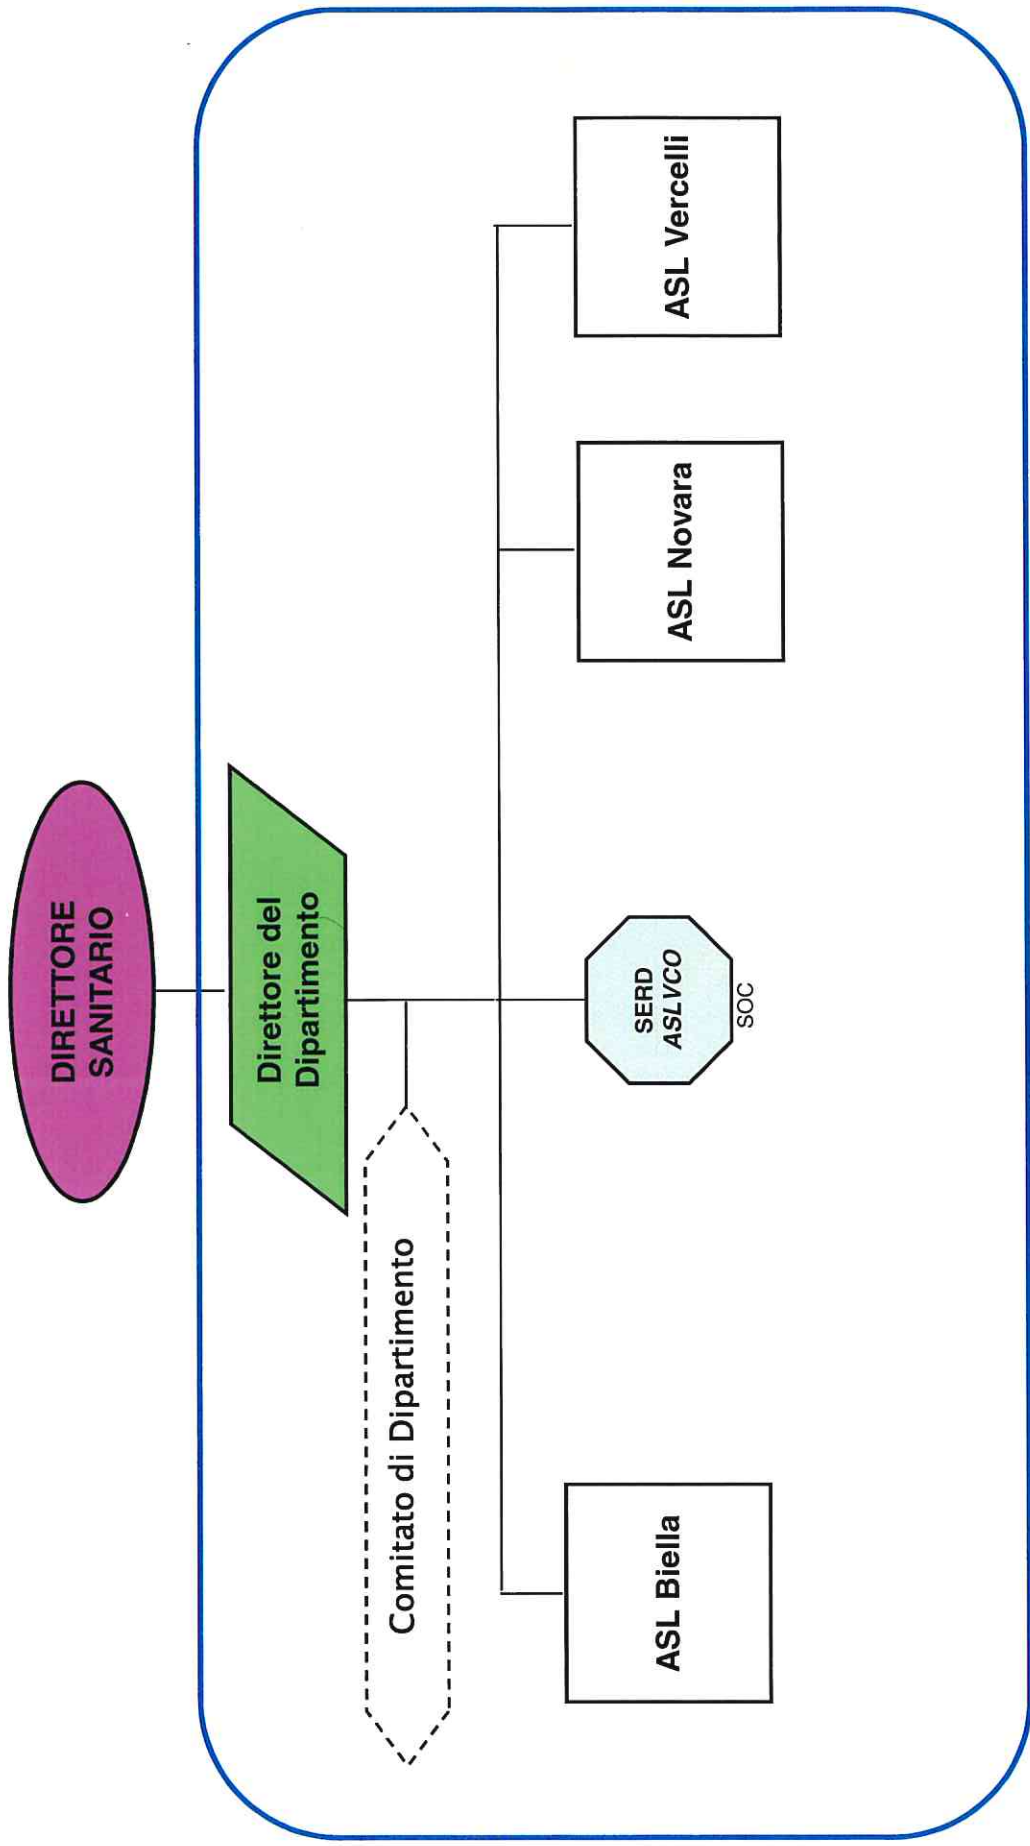 DIRETTORE
SANITARIO
Direttore del
Dipartimento
Comitato di Dipartimento
ASL Biella
SERD
ASLVCO
SOC
ASL Novara
ASL Vercelli